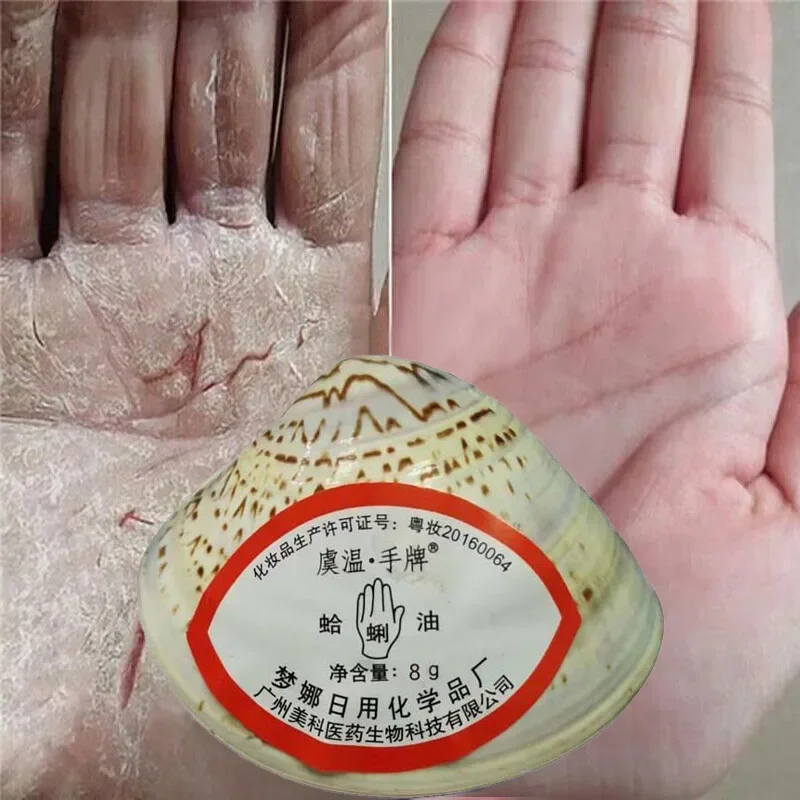 化妆品生产许可证号：粤妆20160064
虞温·手牌®
蛤蜊油
净含量：8g
梦娜日用化学品厂
广州美科医药生物科技有限公司